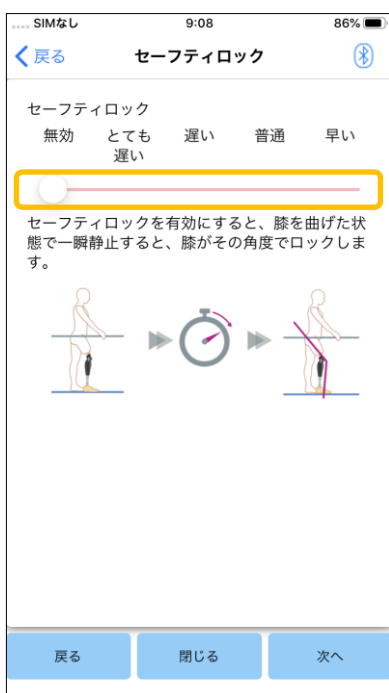 SIMなし 9:08 86%
戻る セーフティロック
セーフティロック
無効 とても 遅い 普通 早い
遅い
セーフティロックを有効にすると、膝を曲げた状
態で一瞬静止すると、膝がその角度でロックしま
す。
戻る 閉じる 次へ